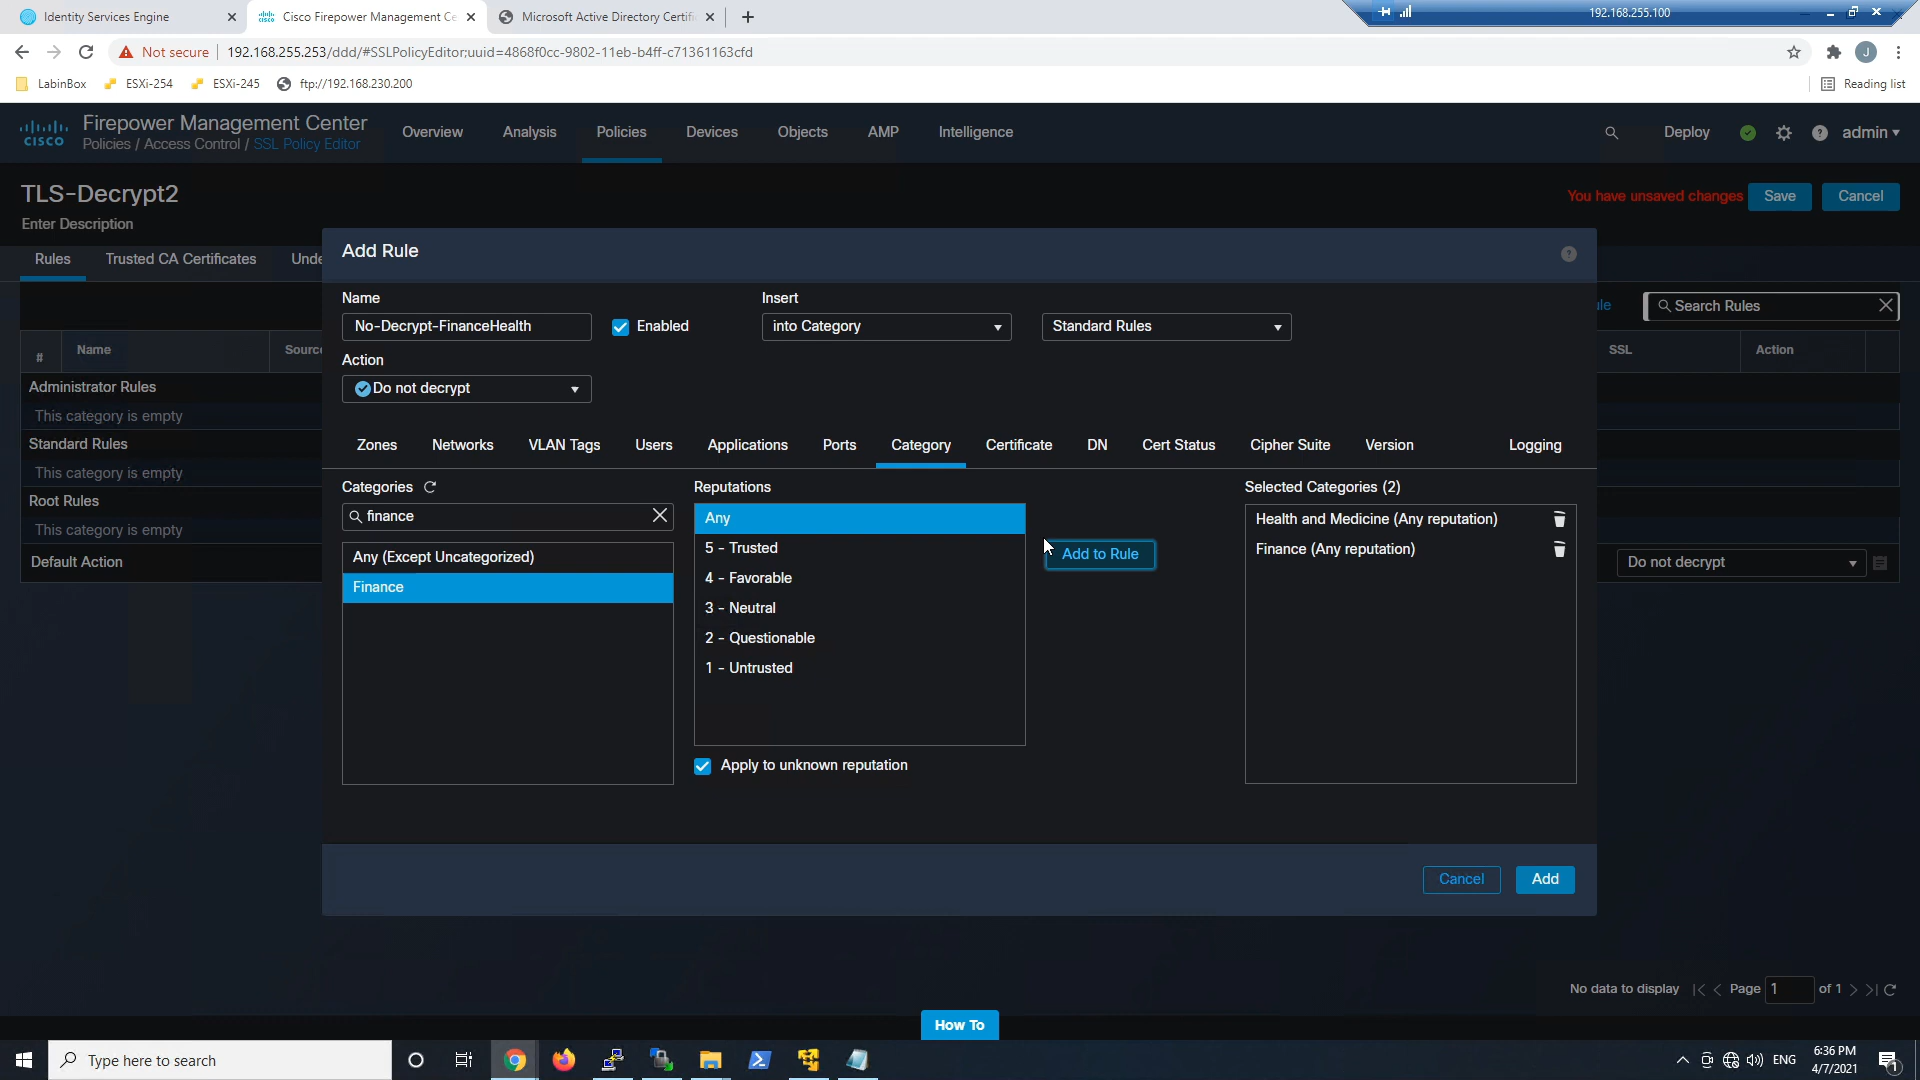 Identity Services Engine
Cisco Firepower Management Ce
Microsoft Active Directory Certifi
192.168.255.100
Not secure
192.168.255.253/ddd/#SSLPolicyEditor;uuid=4868f0cc-9802-11eb-b4ff-c71361163cfd
J
LabinBox
ESXi-254
ESXi-245
ftp://192.168.230.200
Reading list
cisco
Firepower Management Center
Policies / Access Control / SSL Policy Editor
Overview
Analysis
Policies
Devices
Objects
AMP
Intelligence
Deploy
admin
TLS-Decrypt2
Enter Description
You have unsaved changes
Save
Cancel
Rules
Trusted CA Certificates
Unde
Add Rule
Name
No-Decrypt-FinanceHealth
Enabled
Insert
into Category
Standard Rules
Action
Do not decrypt
ule
Search Rules
#
Name
Sourc
SSL
Action
Administrator Rules
This category is empty
Standard Rules
This category is empty
Root Rules
This category is empty
Default Action
Do not decrypt
Zones
Networks
VLAN Tags
Users
Applications
Ports
Category
Certificate
DN
Cert Status
Cipher Suite
Version
Logging
Categories
finance
Any (Except Uncategorized)
Finance
Reputations
Any
5 - Trusted
4 - Favorable
3 - Neutral
2 - Questionable
1 - Untrusted
Apply to unknown reputation
Add to Rule
Selected Categories (2)
Health and Medicine (Any reputation)
Finance (Any reputation)
Cancel
Add
No data to display
Page 1 of 1
How To
Type here to search
ENG
6:36 PM
4/7/2021
1